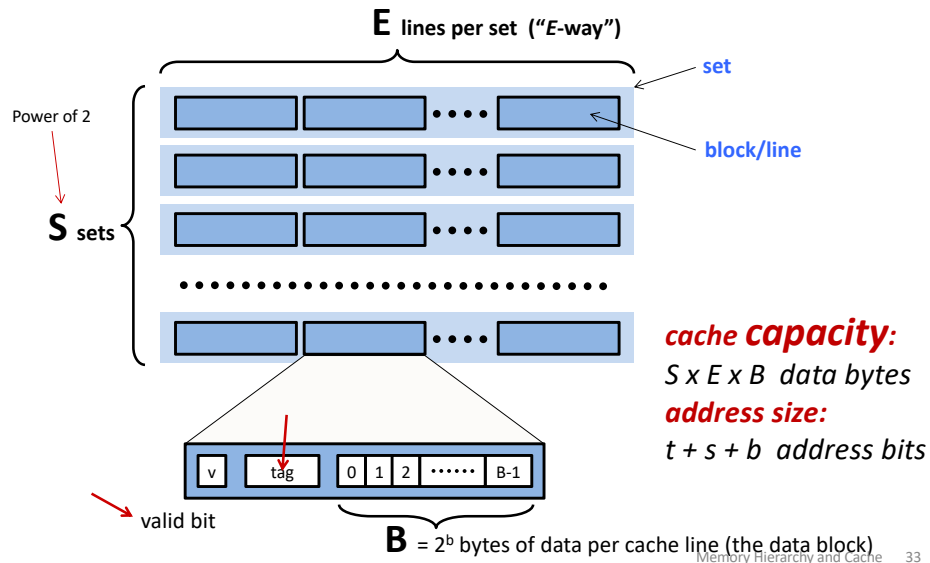 E lines per set (“E-way”)
set
Power of 2
block/line
S sets
cache capacity:
S x E x B data bytes
address size:
t + s + b address bits
v tag 0 1 2 •••••• B-1
valid bit
B = 2ᵇ bytes of data per cache line (the data block)
Memory Hierarchy and Cache 33